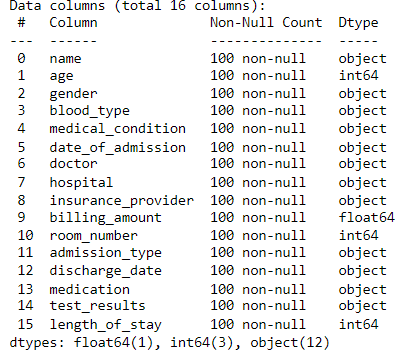 Data columns (total 16 columns):
 #   Column              Non-Null Count  Dtype
---  ------              --------------  -----
 0   name                100 non-null    object
 1   age                 100 non-null    int64
 2   gender              100 non-null    object
 3   blood_type          100 non-null    object
 4   medical_condition   100 non-null    object
 5   date_of_admission   100 non-null    object
 6   doctor              100 non-null    object
 7   hospital            100 non-null    object
 8   insurance_provider  100 non-null    object
 9   billing_amount      100 non-null    float64
 10  room_number         100 non-null    int64
 11  admission_type      100 non-null    object
 12  discharge_date      100 non-null    object
 13  medication          100 non-null    object
 14  test_results        100 non-null    object
 15  length_of_stay      100 non-null    int64
dtypes: float64(1), int64(3), object(12)